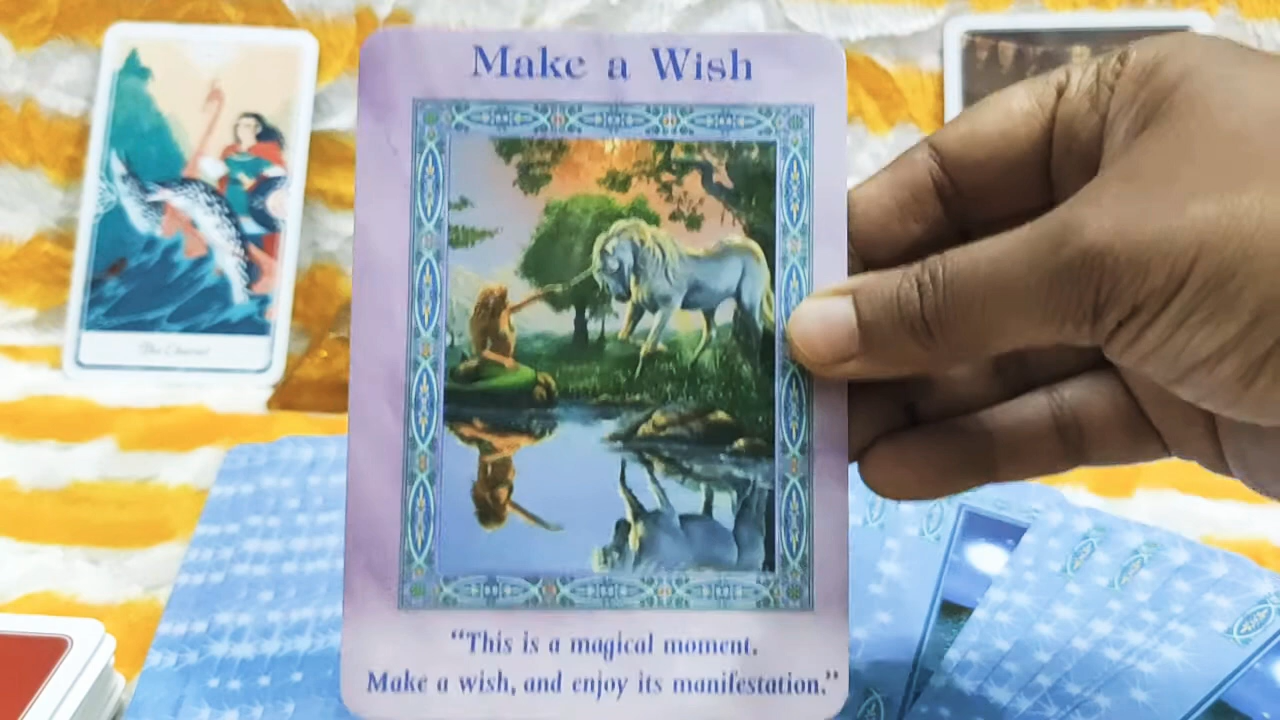 Make a Wish
“This is a magical moment.
Make a wish, and enjoy its manifestation.”